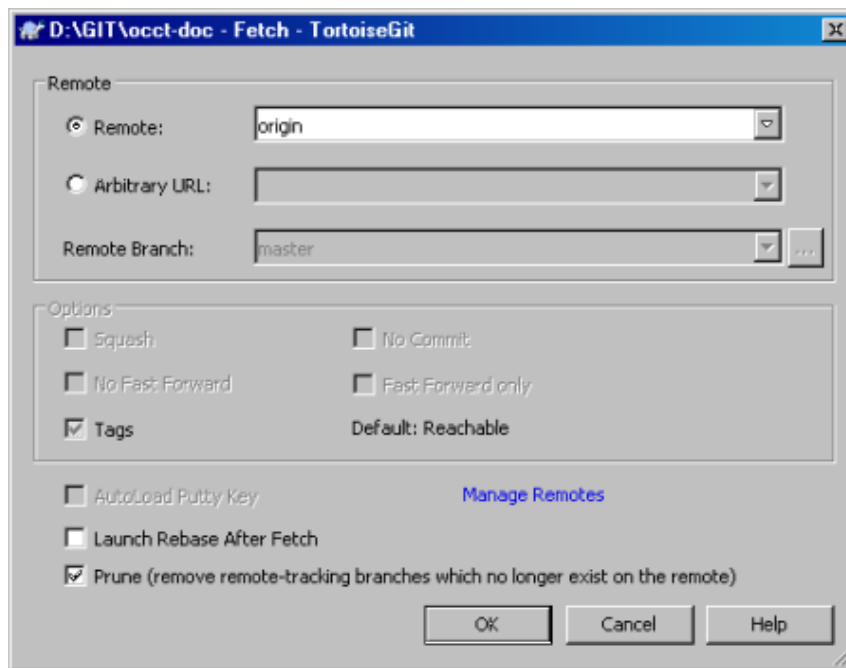 D:\GIT\occt-doc - Fetch - TortoiseGit
Remote
Remote: origin
Arbitrary URL:
Remote Branch: master ...
Options
Squash No Commit
No Fast Forward Fast Forward only
Tags Default: Reachable
AutoLoad Putty Key Manage Remotes
Launch Rebase After Fetch
Prune (remove remote-tracking branches which no longer exist on the remote)
OK Cancel Help